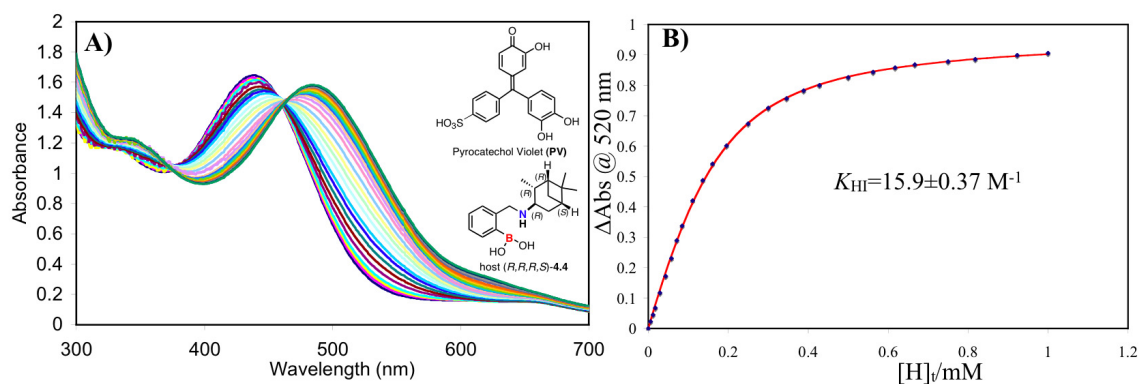 A)
Absorbance
2
1.8
1.6
1.4
1.2
1
0.8
0.6
0.4
0.2
0
300
400
500
600
700
Wavelength (nm)
O
OH
HO₃S
OH
OH
Pyrocatechol Violet (PV)
H
(R)
(R)
(R)
(S)
H
N
H
B
OH
HO
host (R,R,R,S)-4.4
B)
ΔAbs @ 520 nm
1
0.9
0.8
0.7
0.6
0.5
0.4
0.3
0.2
0.1
0
0
0.2
0.4
0.6
0.8
1
1.2
K_HI=15.9±0.37 M⁻¹
[H]ₜ/mM